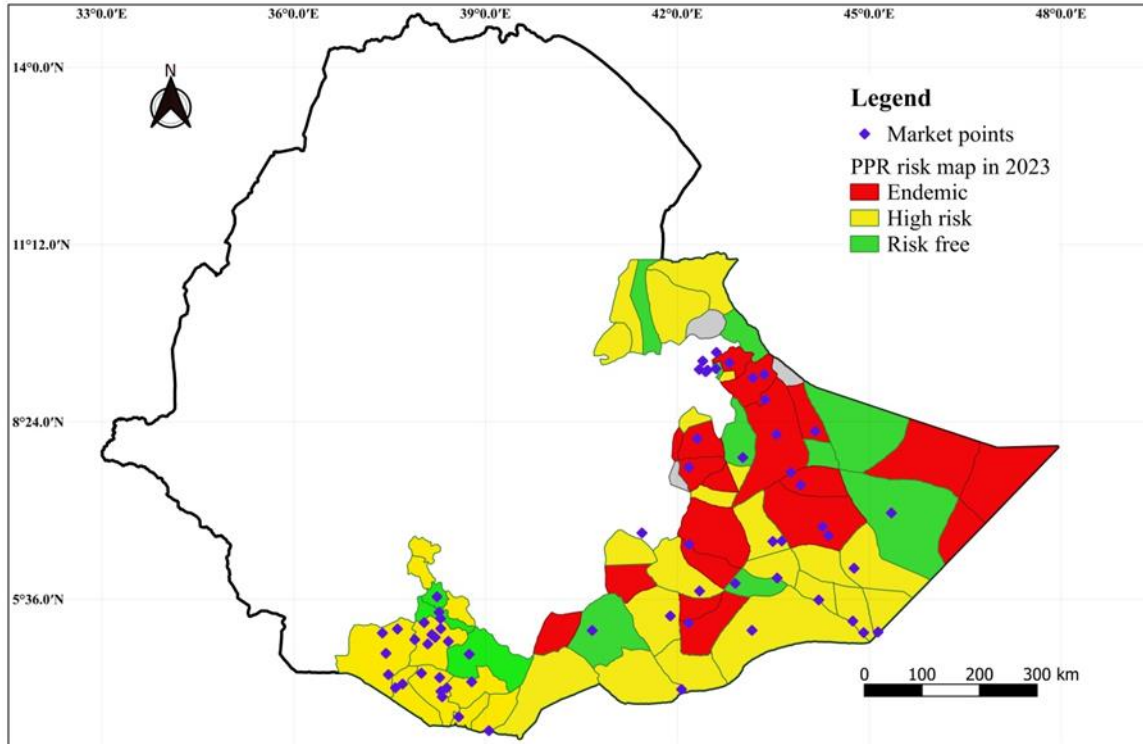 33°0.0'E 36°0.0'E 39°0.0'E 42°0.0'E 45°0.0'E 48°0.0'E
14°0.0'N
N
Legend
Market points
PPR risk map in 2023
Endemic
High risk
Risk free
11°12.0'N
8°24.0'N
5°36.0'N
0 100 200 300 km